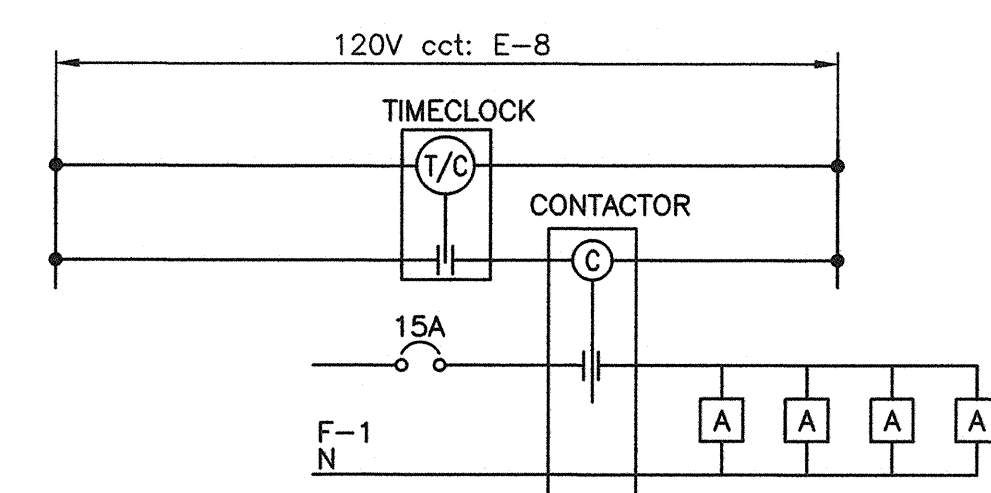 120V cct: E-8
TIMECLOCK
T/C
CONTACTOR
C
15A
A A A A
F-1
N